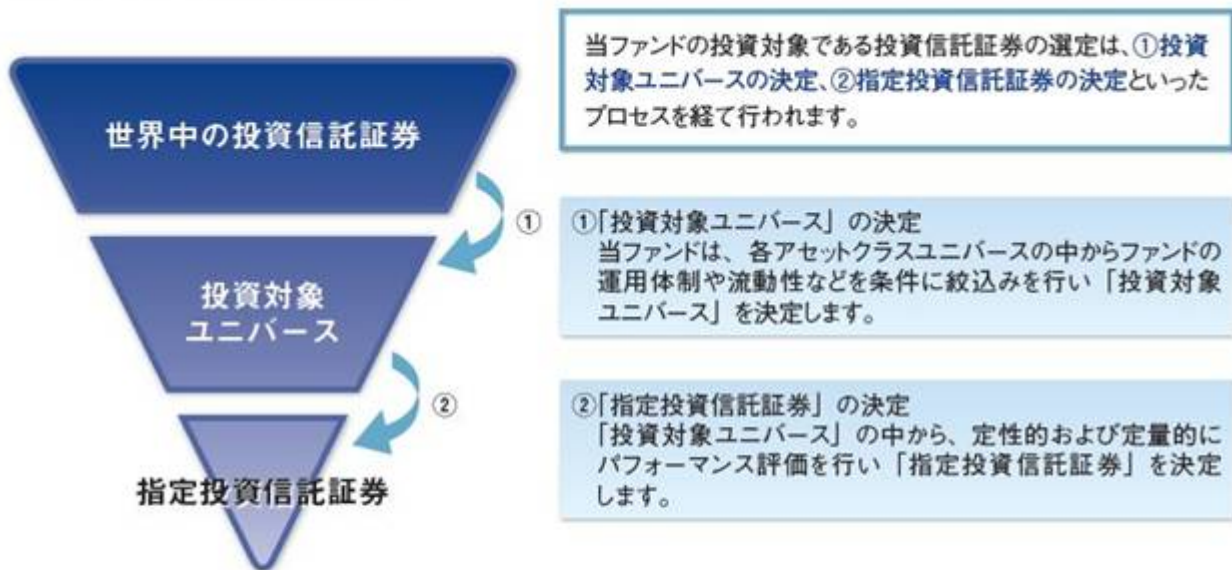 世界中の投資信託証券
①
投資対象
ユニバース
②
指定投資信託証券
当ファンドの投資対象である投資信託証券の選定は、①投資
対象ユニバースの決定、②指定投資信託証券の決定といった
プロセスを経て行われます。
①「投資対象ユニバース」の決定
当ファンドは、各アセットクラスユニバースの中からファンドの
運用体制や流動性などを条件に絞込みを行い「投資対象
ユニバース」を決定します。
②「指定投資信託証券」の決定
「投資対象ユニバース」の中から、定性的および定量的に
パフォーマンス評価を行い「指定投資信託証券」を決定
します。